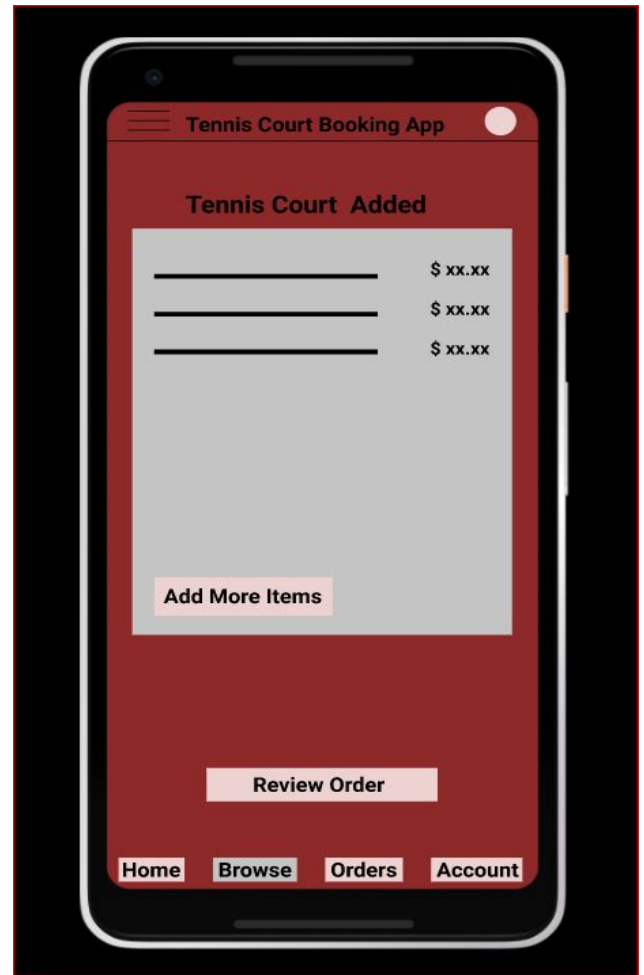 Tennis Court Booking App
Tennis Court Added
$ xx.xx
$ xx.xx
$ xx.xx
Add More Items
Review Order
Home Browse Orders Account